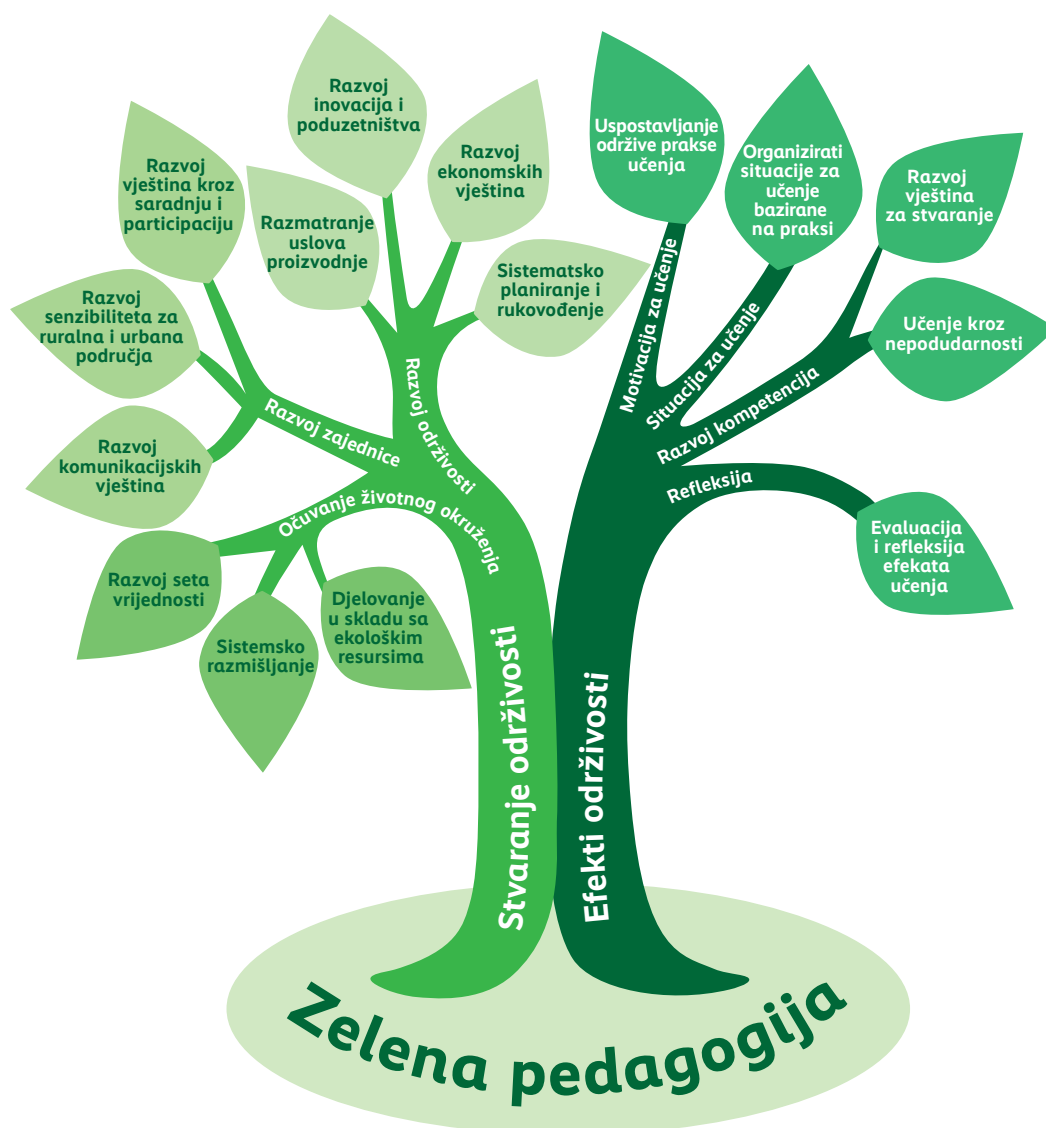 Razvoj
inovacija i
poduzetništva
Razvoj
ekonomskih
vještina
Razvoj
vještina kroz
saradnju i
participaciju
Razmatranje
uslova
proizvodnje
Sistematsko
planiranje i
rukovođenje
Razvoj
senzibiliteta za
ruralna i urbana
područja
Razvoj
komunikacijskih
vještina
Razvoj seta
vrijednosti
Sistemsko
razmišljanje
Djelovanje
u skladu sa
ekološkim
resursima
Razvoj održivosti
Razvoj zajednice
Očuvanje životnog okruženja
Stvaranje održivosti
Uspostavljanje
održive prakse
učenja
Organizirati
situacije za
učenje
bazirane
na praksi
Razvoj
vještina
za stvaranje
Učenje kroz
nepodudarnosti
Evaluacija
i refleksija
efekata
učenja
Motivacija za učenje
Situacija za učenje
Razvoj kompetencija
Refleksija
Efekti održivosti
Zelena pedagogija